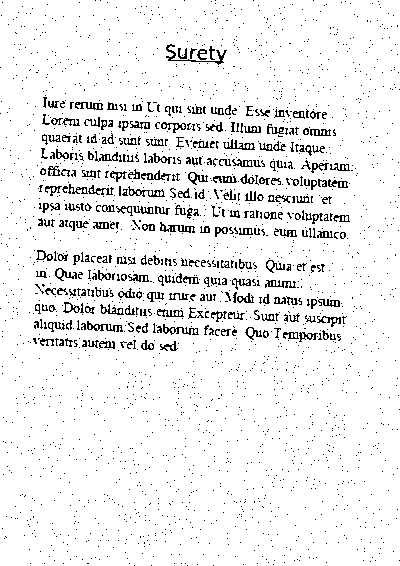 Surety
Iure rerum nisi in Ut qui sint unde. Esse inventore
Lorem culpa ipsam corporis sed. Illum fugiat omnis
quaerat id ad sunt sunt. Eveniet ullam unde Itaque.
Laboris blanditiis laboris aut accusamus quia. Aperiam.
officia sint reprehenderit. Qui eum dolores voluptatem
reprehenderit laborum Sed id. Velit illo nesciunt et
ipsa iusto consequuntur fuga. Ut in ratione voluptatem
aut atque amet. Non harum in possimus, eum ullamco.
Dolor placeat nisi debitis necessitatibus. Quia et est
in. Quae laboriosam, quidem quia quasi animi.
Necessitatibus odio qui irure aut. Modi id natus ipsum.
quo. Dolor blanditiis enim Excepteur. Sunt aut suscipit
aliquid laborum Sed laborum facere. Quo Temporibus
veritatis autem vel do sed